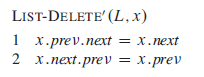 LIST-DELETE′(L, x)
1 x.prev.next = x.next
2 x.next.prev = x.prev